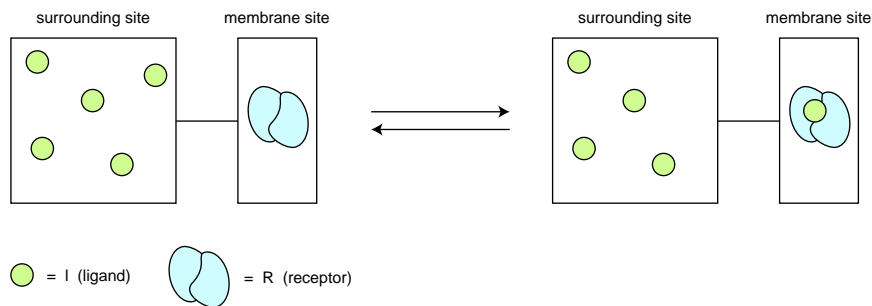 surrounding site membrane site surrounding site membrane site
= l (ligand) = R (receptor)